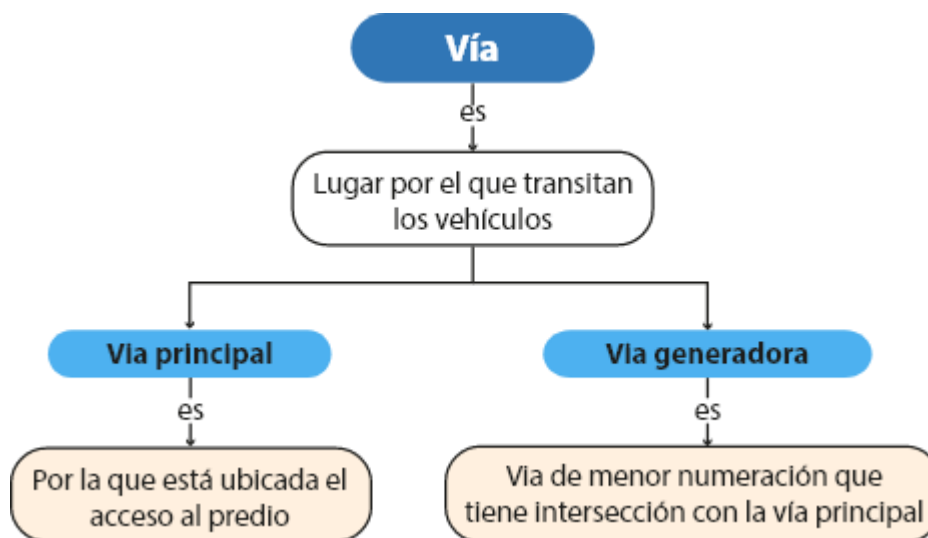 Vía
es
Lugar por el que transitan
los vehículos
Via principal
Via generadora
es
es
Por la que está ubicada el
acceso al predio
Via de menor numeración que
tiene intersección con la vía principal